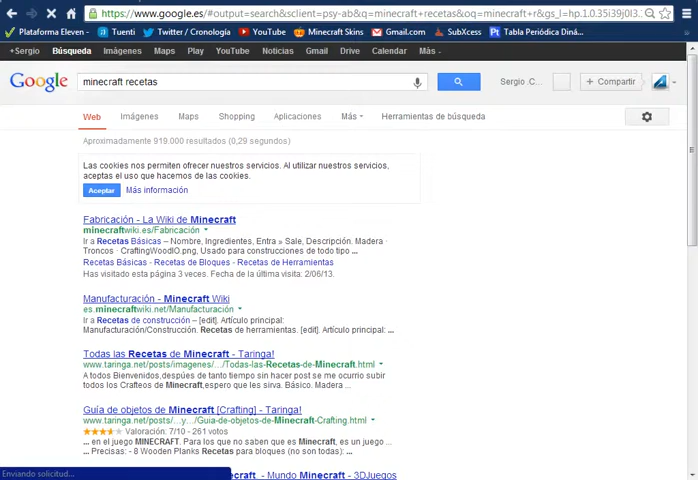 https://www.google.es/#output=search&sclient=psy-ab&q=minecraft+recetas&oq=minecraft+r&gs_l=hp.1.0.35i39j0l3.
Plataforma Eleven - Tuenti Twitter / Cronología YouTube Minecraft Skins Gmail.com SubXcess Tabla Periódica Diná...
+Sergio Búsqueda Imágenes Maps Play YouTube Noticias Gmail Drive Calendar Más
Google minecraft recetas Sergio .C... + Compartir
Web Imágenes Maps Shopping Aplicaciones Más Herramientas de búsqueda
Aproximadamente 919.000 resultados (0,29 segundos)
Las cookies nos permiten ofrecer nuestros servicios. Al utilizar nuestros servicios,
aceptas el uso que hacemos de las cookies.
Aceptar Más información
Fabricación - La Wiki de Minecraft
minecraftwiki.es/Fabricación
Ir a Recetas Básicas – Nombre, Ingredientes, Entra » Sale, Descripción. Madera ·
Troncos · CraftingWoodIO.png, Usado para construcciones de todo tipo ...
Recetas Básicas - Recetas de Bloques - Recetas de Herramientas
Has visitado esta página 3 veces. Fecha de la última visita: 2/06/13.
Manufacturación - Minecraft Wiki
es.minecraftwiki.net/Manufacturación
Ir a Recetas de construcción – [edit]. Artículo principal:
Manufacturación/Construcción. Recetas de herramientas. [edit]. Artículo principal: ...
Todas las Recetas de Minecraft - Taringa!
www.taringa.net/posts/imagenes/.../Todas-las-Recetas-de-Minecraft.html
A todos Bienvenidos,despúes de tanto tiempo sin hacer post se me ocurrio subir
todos los Crafteos de Minecraft,espero que les sirva. Básico. Madera ...
Guía de objetos de Minecraft [Crafting] - Taringa!
www.taringa.net/posts/...y.../Guia-de-objetos-de-Minecraft-Crafting.html
Valoración: 7/10 - 261 votos
... en el juego MINECRAFT. Para los que no saben que es Minecraft, es un juego ...
... Precisas: - 8 Wooden Planks Recetas para bloques (no son todas): ...
- Mundo Minecraft - 3DJuegos
Enviando solicitud...